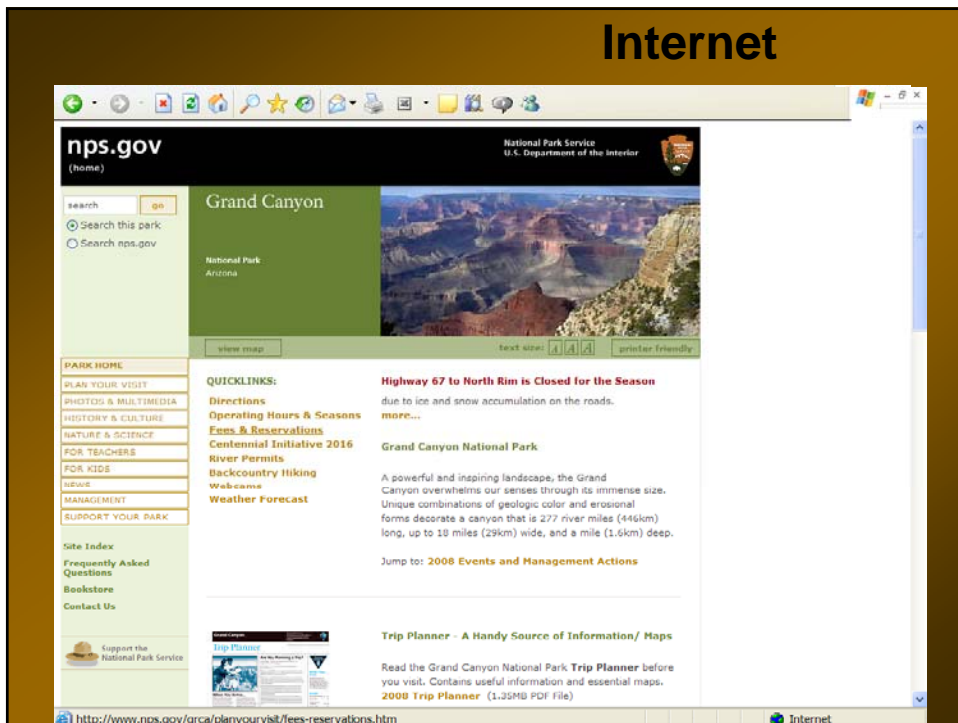 Internet
nps.gov
(home)
National Park Service
U.S. Department of the Interior
search
go
Search this park
Search nps.gov
Grand Canyon
National Park
Arizona
view map
text size: A A A
printer friendly
PARK HOME
PLAN YOUR VISIT
PHOTOS & MULTIMEDIA
HISTORY & CULTURE
NATURE & SCIENCE
FOR TEACHERS
FOR KIDS
NEWS
MANAGEMENT
SUPPORT YOUR PARK
Site Index
Frequently Asked
Questions
Bookstore
Contact Us
Support the
National Park Service
QUICKLINKS:
Directions
Operating Hours & Seasons
Fees & Reservations
Centennial Initiative 2016
River Permits
Backcountry Hiking
Webcams
Weather Forecast
Highway 67 to North Rim is Closed for the Season
due to ice and snow accumulation on the roads.
more...
Grand Canyon National Park
A powerful and inspiring landscape, the Grand
Canyon overwhelms our senses through its immense size.
Unique combinations of geologic color and erosional
forms decorate a canyon that is 277 river miles (446km)
long, up to 18 miles (29km) wide, and a mile (1.6km) deep.
Jump to: 2008 Events and Management Actions
Trip Planner
Trip Planner - A Handy Source of Information/ Maps
Read the Grand Canyon National Park Trip Planner before
you visit. Contains useful information and essential maps.
2008 Trip Planner (1.35MB PDF File)
http://www.nps.gov/grca/planyourvisit/fees-reservations.htm
Internet